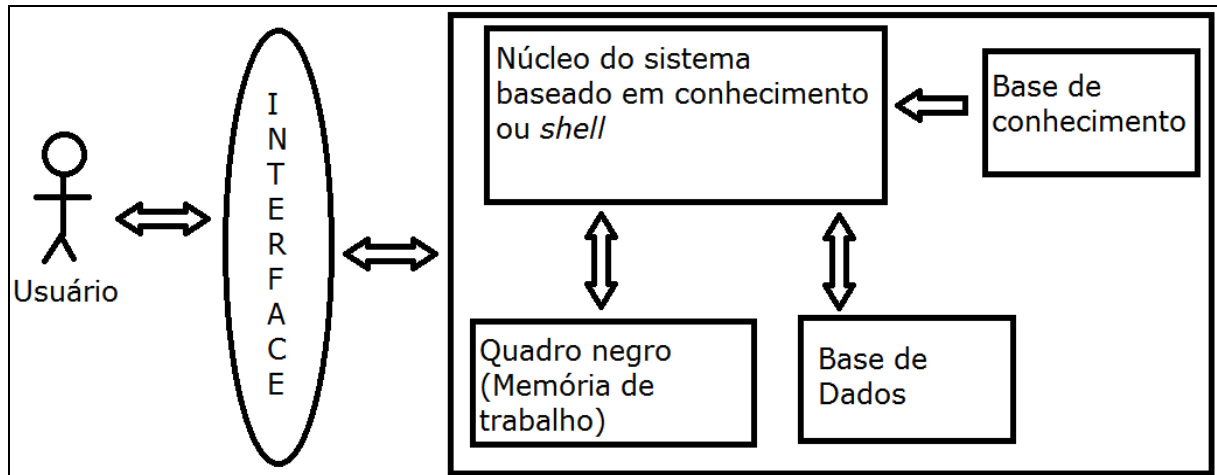 Usuário
INTERFACE
Núcleo do sistema
baseado em conhecimento
ou shell
Base de
conhecimento
Quadro negro
(Memória de
trabalho)
Base de
Dados